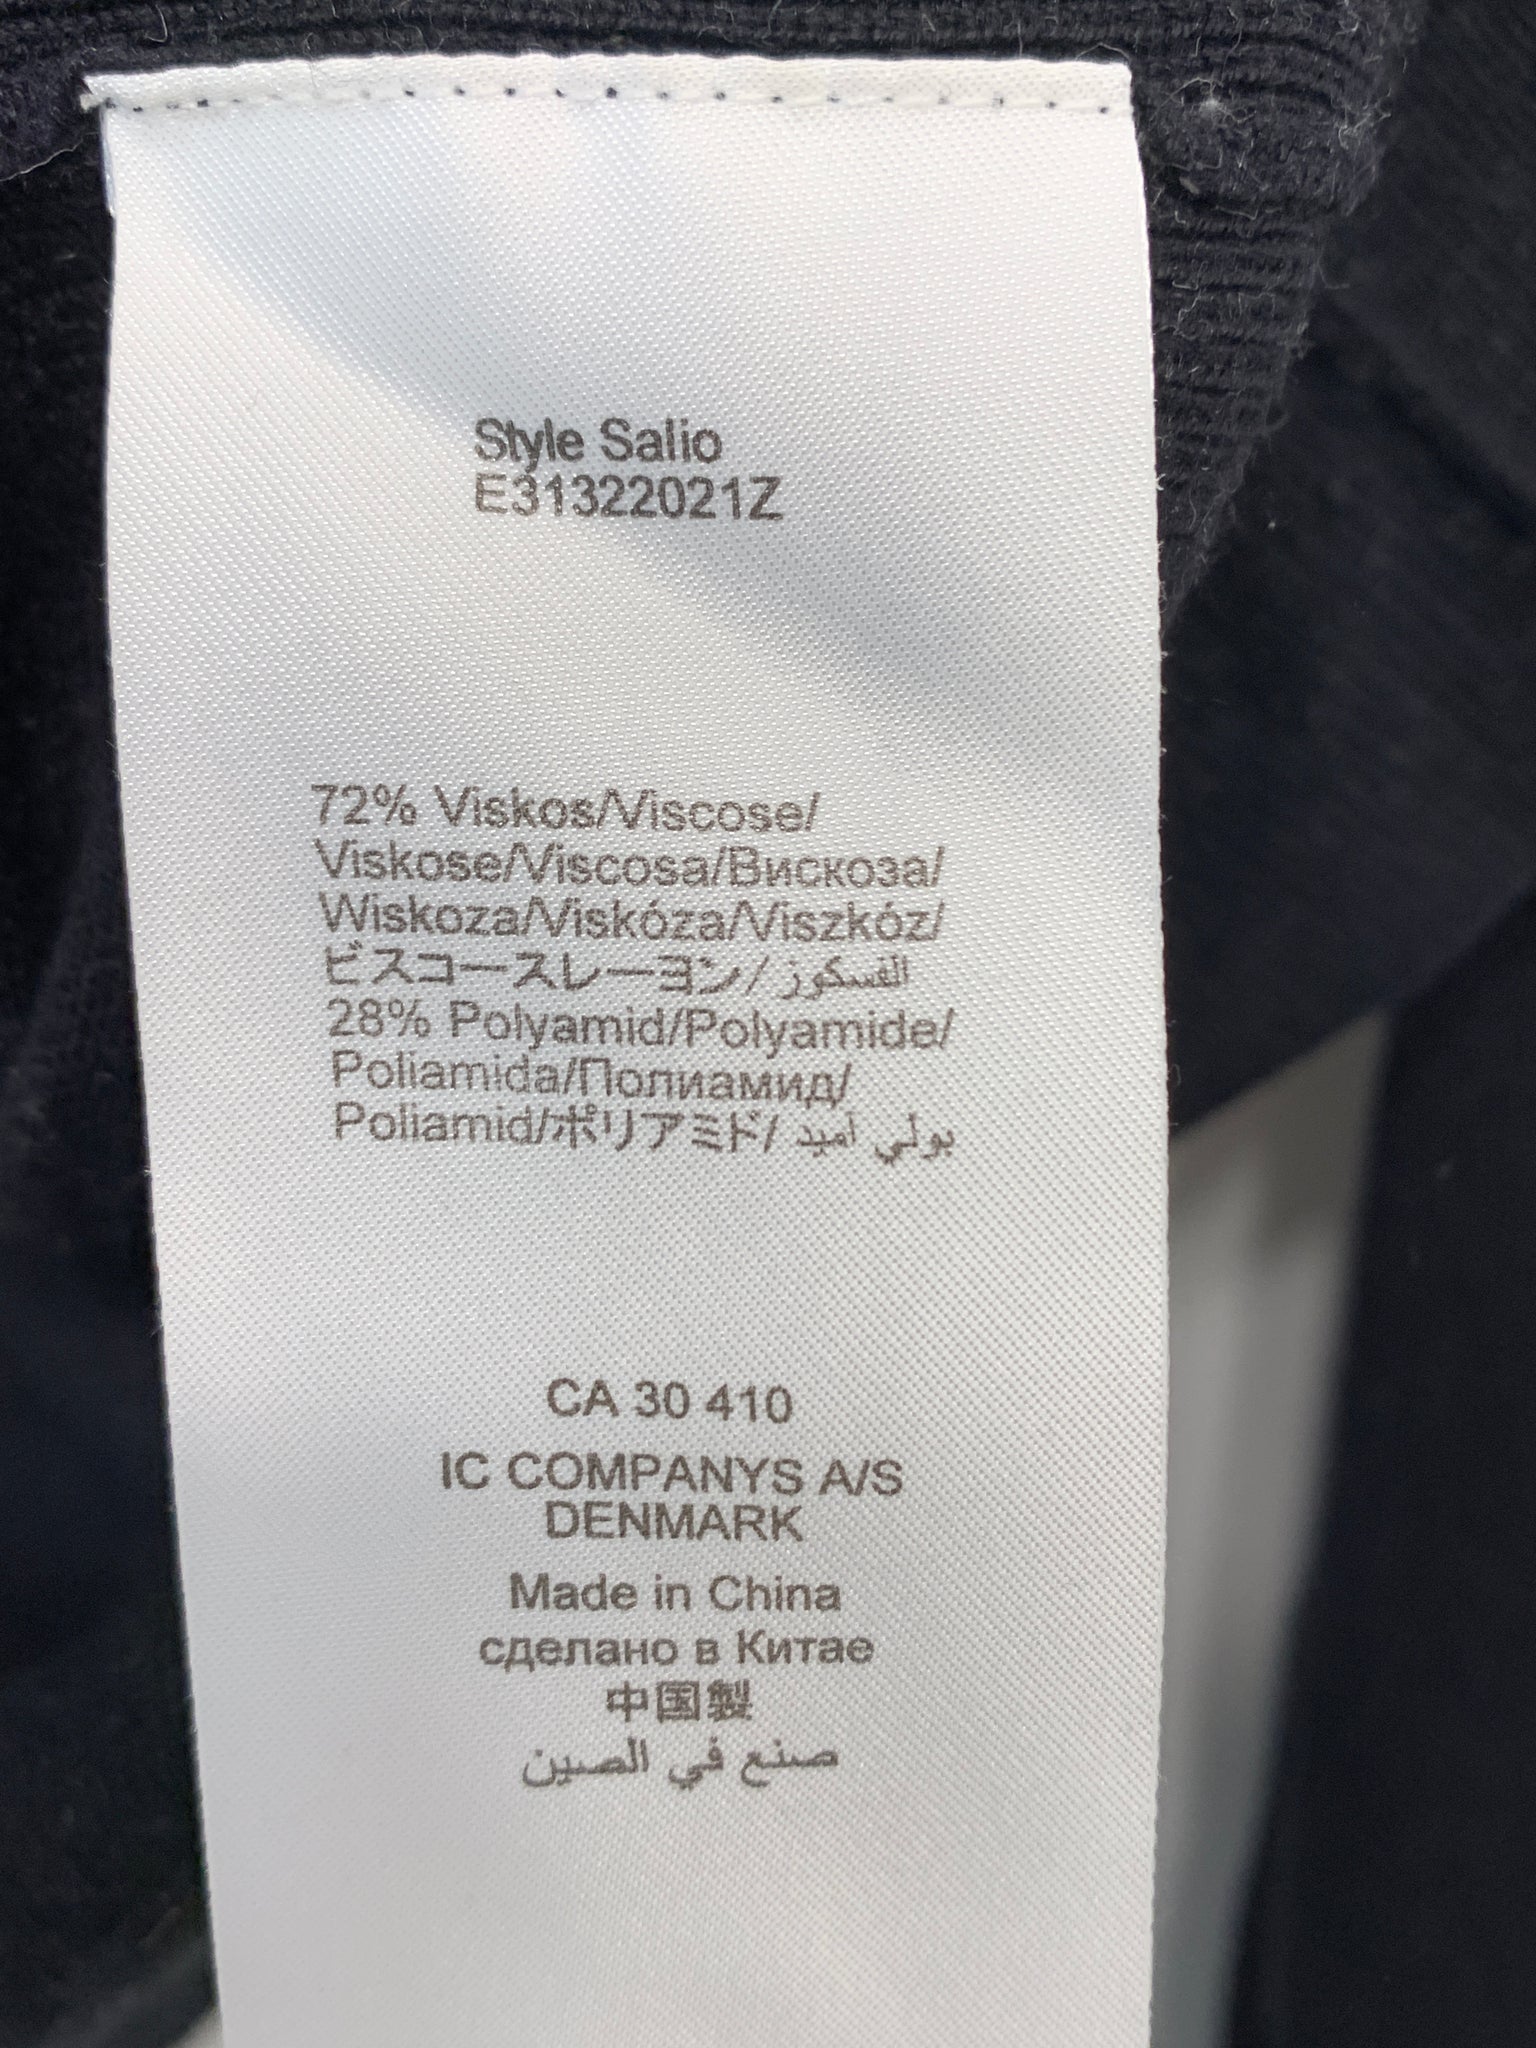 Style Salio
E31322021Z
72% Viskos/Viscose/
Viskose/Viscosa/Вискоза/
Wiskoza/Viskóza/Viszkóz/
ビスコースレーヨン/ الفسكوز
28% Polyamid/Polyamide/
Poliamida/Полиамид/
Poliamid/ポリアミド/ بولي أميد
CA 30 410
IC COMPANYS A/S
DENMARK
Made in China
сделано в Китае
中国製
صنع في الصين